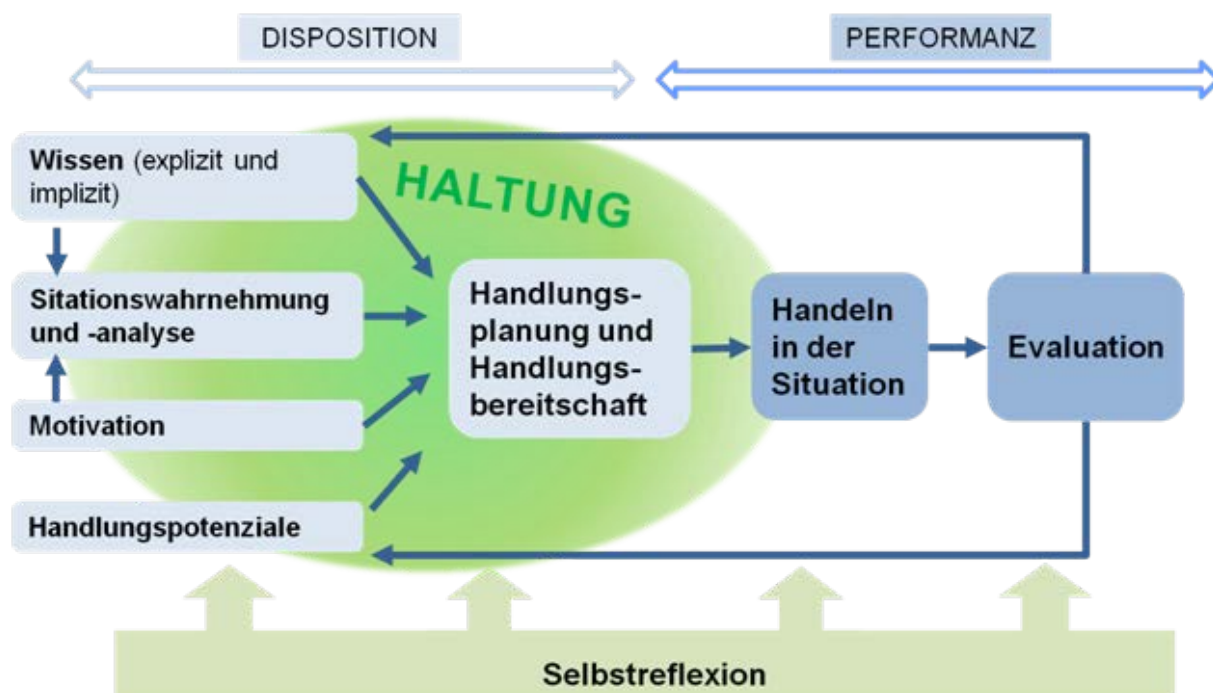 DISPOSITION
PERFORMANZ
Wissen (explizit und
implizit)
HALTUNG
Sitationswahrnehmung
und -analyse
Motivation
Handlungspotenziale
Handlungs-
planung und
Handlungs-
bereitschaft
Handeln
in der
Situation
Evaluation
Selbstreflexion